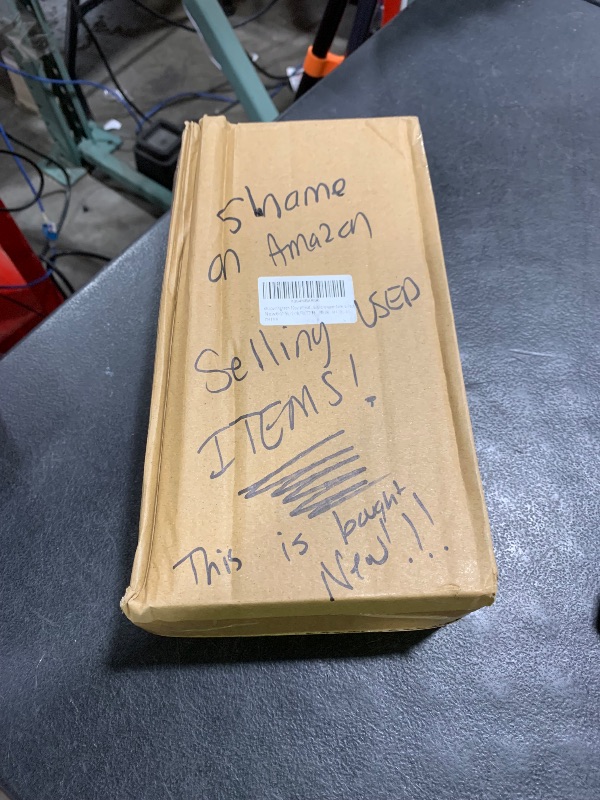 Shame
on Amazon
Selling USED
ITEMS!
This is bought
New!!!